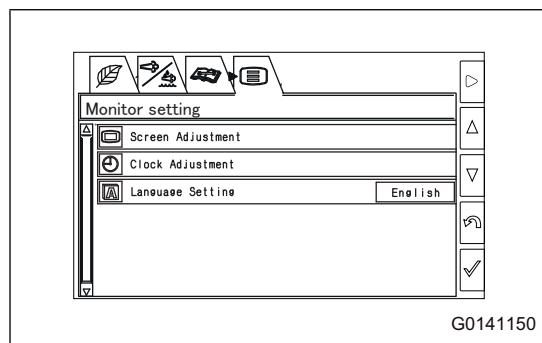 Monitor setting
Screen Adjustment
Clock Adjustment
Language Setting English
G0141150